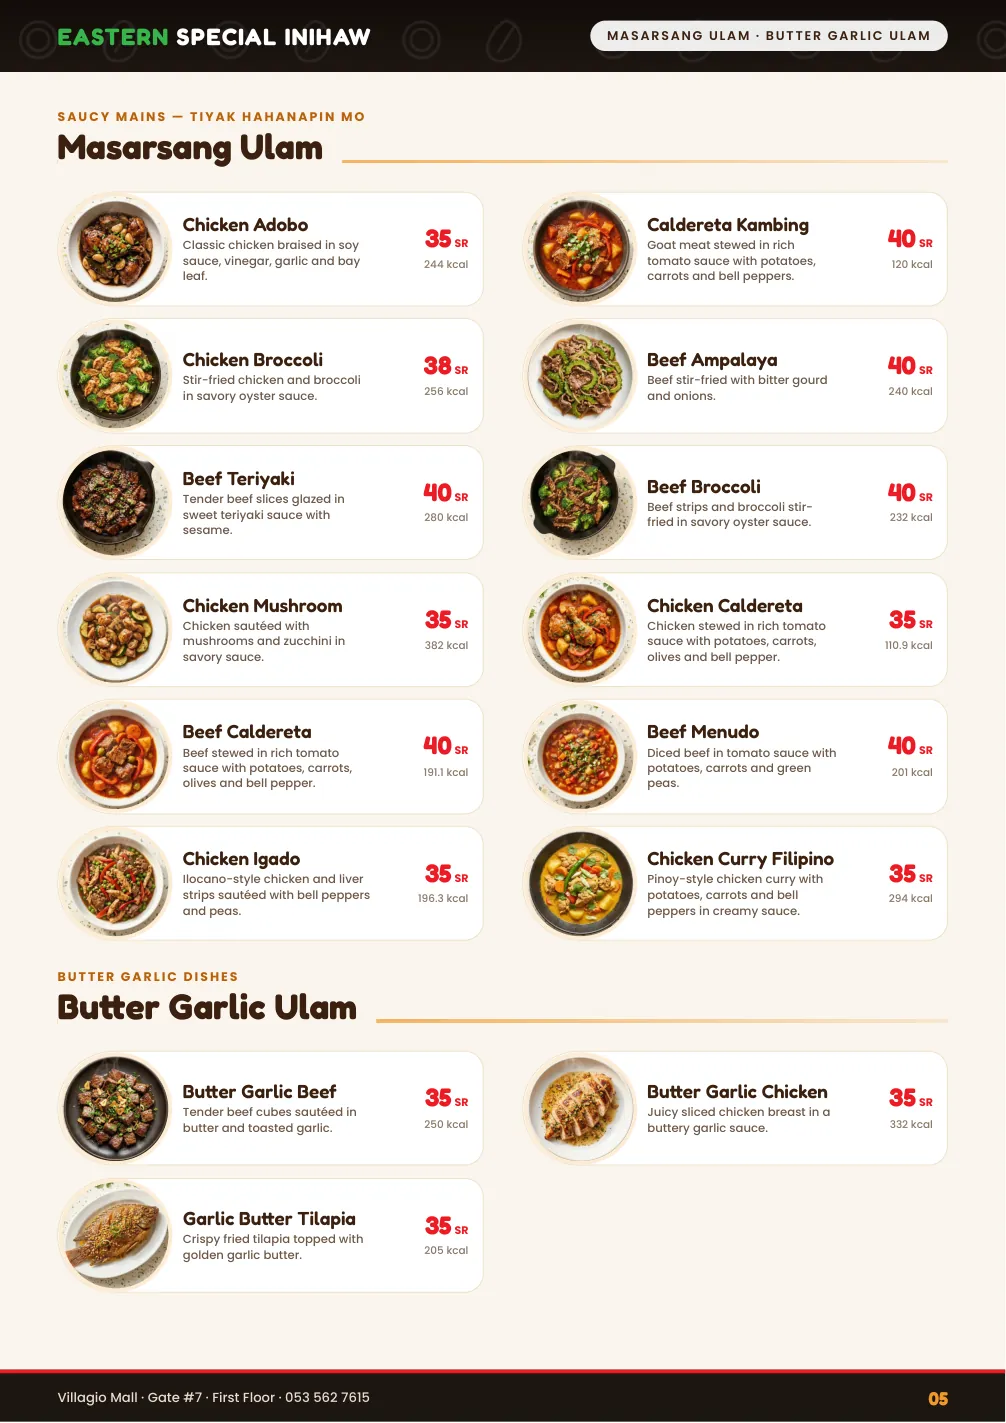 EASTERN SPECIAL INIHAW
MASARSANG ULAM · BUTTER GARLIC ULAM
SAUCY MAINS — TIYAK HAHANAPIN MO
Masarsang Ulam
Chicken Adobo
Classic chicken braised in soy
sauce, vinegar, garlic and bay
leaf.
35 SR
244 kcal
Caldereta Kambing
Goat meat stewed in rich
tomato sauce with potatoes,
carrots and bell peppers.
40 SR
120 kcal
Chicken Broccoli
Stir-fried chicken and broccoli
in savory oyster sauce.
38 SR
256 kcal
Beef Ampalaya
Beef stir-fried with bitter gourd
and onions.
40 SR
240 kcal
Beef Teriyaki
Tender beef slices glazed in
sweet teriyaki sauce with
sesame.
40 SR
280 kcal
Beef Broccoli
Beef strips and broccoli stir-
fried in savory oyster sauce.
40 SR
232 kcal
Chicken Mushroom
Chicken sautéed with
mushrooms and zucchini in
savory sauce.
35 SR
382 kcal
Chicken Caldereta
Chicken stewed in rich tomato
sauce with potatoes, carrots,
olives and bell pepper.
35 SR
110.9 kcal
Beef Caldereta
Beef stewed in rich tomato
sauce with potatoes, carrots,
olives and bell pepper.
40 SR
191.1 kcal
Beef Menudo
Diced beef in tomato sauce with
potatoes, carrots and green
peas.
40 SR
201 kcal
Chicken Igado
Ilocano-style chicken and liver
strips sautéed with bell peppers
and peas.
35 SR
196.3 kcal
Chicken Curry Filipino
Pinoy-style chicken curry with
potatoes, carrots and bell
peppers in creamy sauce.
35 SR
294 kcal
BUTTER GARLIC DISHES
Butter Garlic Ulam
Butter Garlic Beef
Tender beef cubes sautéed in
butter and toasted garlic.
35 SR
250 kcal
Butter Garlic Chicken
Juicy sliced chicken breast in a
buttery garlic sauce.
35 SR
332 kcal
Garlic Butter Tilapia
Crispy fried tilapia topped with
golden garlic butter.
35 SR
205 kcal
Villagio Mall · Gate #7 · First Floor · 053 562 7615
05